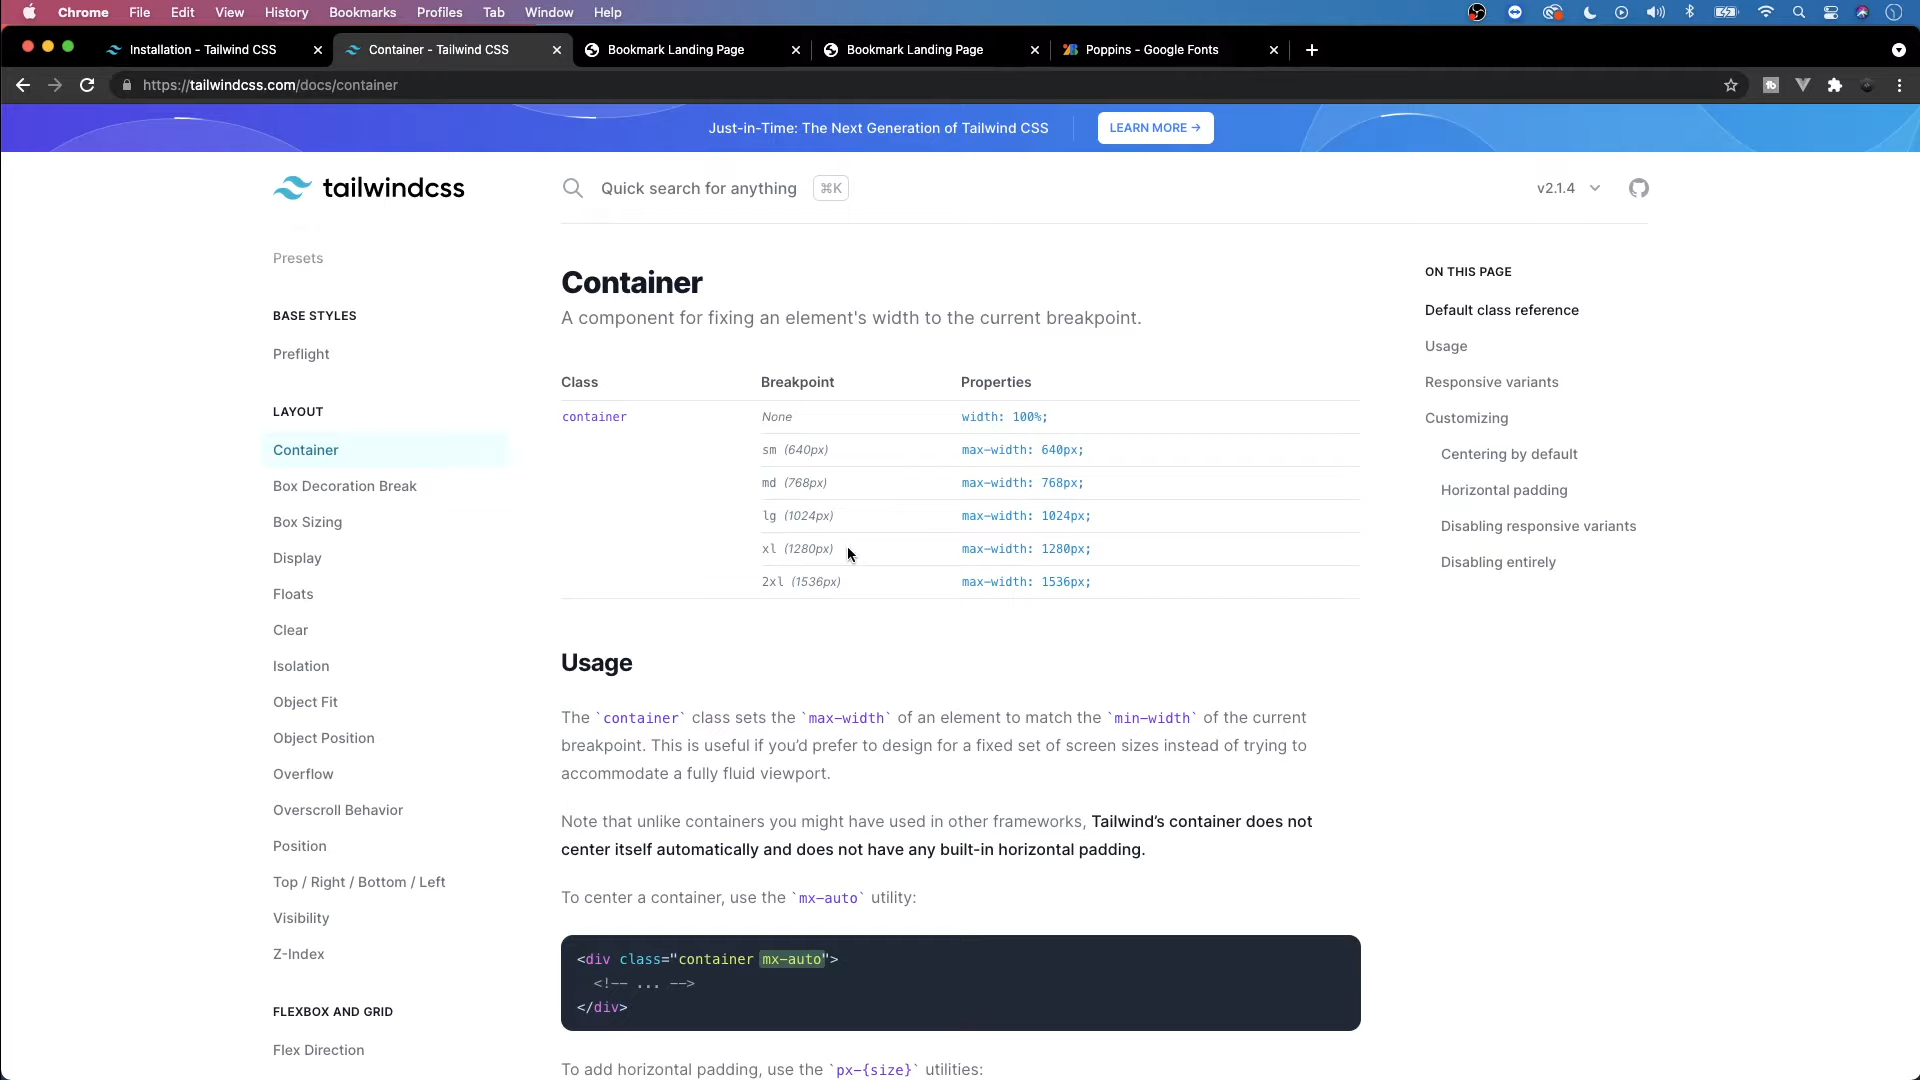 Chrome File Edit View History Bookmarks Profiles Tab Window Help
Installation - Tailwind CSS
Container - Tailwind CSS
Bookmark Landing Page
Bookmark Landing Page
Poppins - Google Fonts
https://tailwindcss.com/docs/container
Just-in-Time: The Next Generation of Tailwind CSS
LEARN MORE →
tailwindcss
Quick search for anything ⌘K
v2.1.4
Presets
BASE STYLES
Preflight
LAYOUT
Container
Box Decoration Break
Box Sizing
Display
Floats
Clear
Isolation
Object Fit
Object Position
Overflow
Overscroll Behavior
Position
Top / Right / Bottom / Left
Visibility
Z-Index
FLEXBOX AND GRID
Flex Direction
Container
A component for fixing an element's width to the current breakpoint.
Class Breakpoint Properties
container None width: 100%;
sm (640px) max-width: 640px;
md (768px) max-width: 768px;
lg (1024px) max-width: 1024px;
xl (1280px) max-width: 1280px;
2xl (1536px) max-width: 1536px;
Usage
The `container` class sets the `max-width` of an element to match the `min-width` of the current
breakpoint. This is useful if you’d prefer to design for a fixed set of screen sizes instead of trying to
accommodate a fully fluid viewport.
Note that unlike containers you might have used in other frameworks, Tailwind’s container does not
center itself automatically and does not have any built-in horizontal padding.
To center a container, use the `mx-auto` utility:
<div class="container mx-auto">
<!-- ... -->
</div>
To add horizontal padding, use the `px-{size}` utilities:
ON THIS PAGE
Default class reference
Usage
Responsive variants
Customizing
Centering by default
Horizontal padding
Disabling responsive variants
Disabling entirely